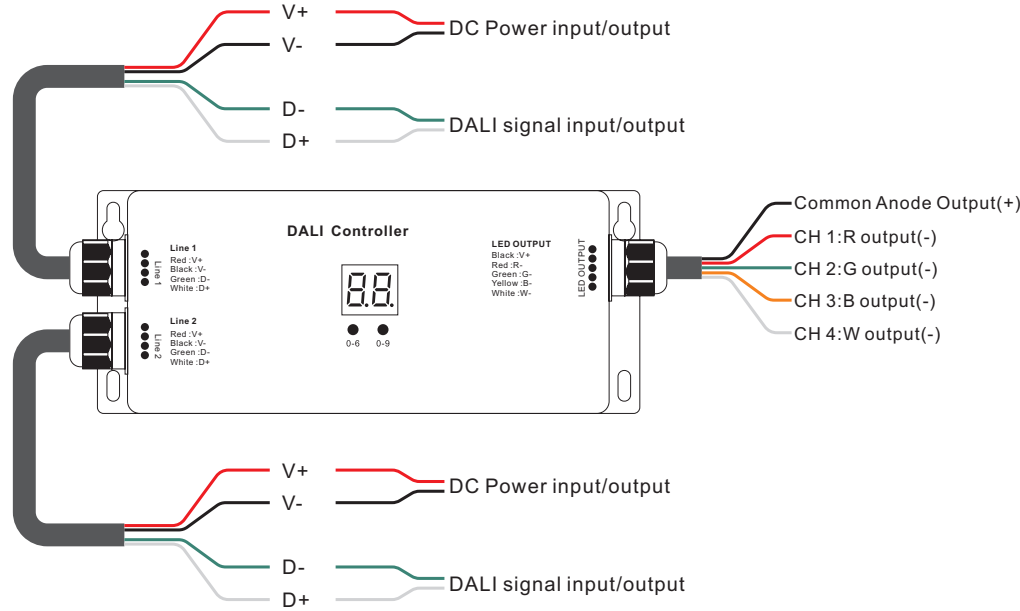 V+
DC Power input/output
V-
D-
DALI signal input/output
D+
DALI Controller
Line 1
Red :V+
Black :V-
Green :D-
White :D+
Line 1
Line 2
Red :V+
Black :V-
Green :D-
White :D+
Line 2
8.8.
0-6
0-9
LED OUTPUT
Black :V+
Red :R-
Green :G-
Yellow :B-
White :W-
LED OUTPUT
Common Anode Output(+)
CH 1:R output(-)
CH 2:G output(-)
CH 3:B output(-)
CH 4:W output(-)
V+
DC Power input/output
V-
D-
DALI signal input/output
D+